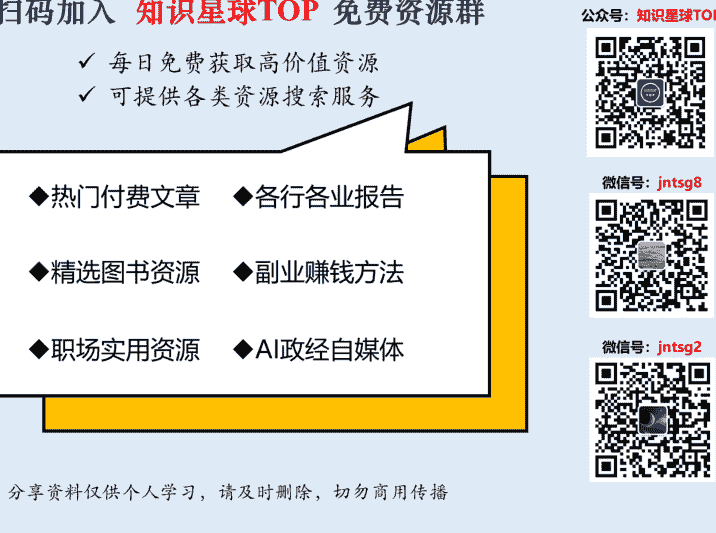 扫码加入 知识星球TOP 免费资源群
✓ 每日免费获取高价值资源
✓ 可提供各类资源搜索服务
◆热门付费文章 ◆各行各业报告
◆精选图书资源 ◆副业赚钱方法
◆职场实用资源 ◆AI政经自媒体
分享资料仅供个人学习，请及时删除，切勿商用传播
公众号：知识星球TOP
微信号：jntsg8
微信号：jntsg2